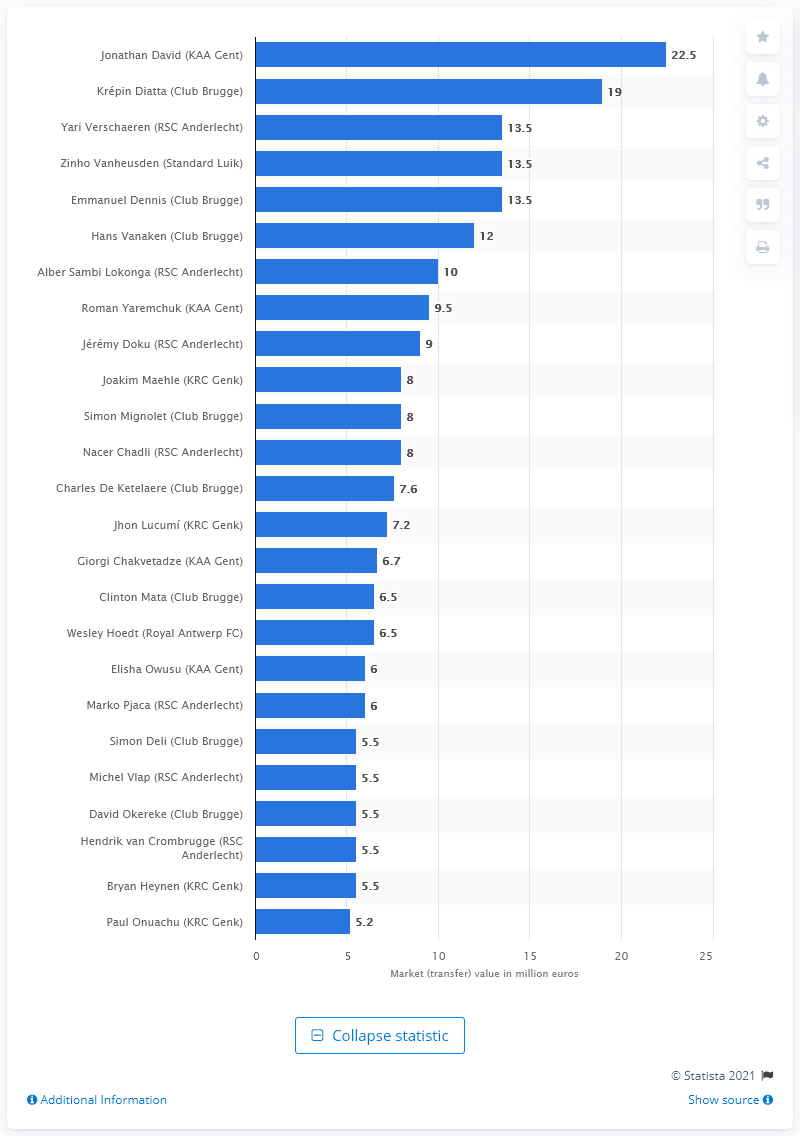 Jonathan David (KAA Gent) 22.5
Krépin Diatta (Club Brugge) 19
Yari Verschaeren (RSC Anderlecht) 13.5
Zinho Vanheusden (Standard Luik) 13.5
Emmanuel Dennis (Club Brugge) 13.5
Hans Vanaken (Club Brugge) 12
Alber Sambi Lokonga (RSC Anderlecht) 10
Roman Yaremchuk (KAA Gent) 9.5
Jérémy Doku (RSC Anderlecht) 9
Joakim Maehle (KRC Genk) 8
Simon Mignolet (Club Brugge) 8
Nacer Chadli (RSC Anderlecht) 8
Charles De Ketelaere (Club Brugge) 7.6
Jhon Lucumí (KRC Genk) 7.2
Giorgi Chakvetadze (KAA Gent) 6.7
Clinton Mata (Club Brugge) 6.5
Wesley Hoedt (Royal Antwerp FC) 6.5
Elisha Owusu (KAA Gent) 6
Marko Pjaca (RSC Anderlecht) 6
Simon Deli (Club Brugge) 5.5
Michel Vlap (RSC Anderlecht) 5.5
David Okereke (Club Brugge) 5.5
Hendrik van Crombrugge (RSC
Anderlecht) 5.5
Bryan Heynen (KRC Genk) 5.5
Paul Onuachu (KRC Genk) 5.2
0 5 10 15 20 25
Market (transfer) value in million euros
Collapse statistic
© Statista 2021
Additional Information
Show source